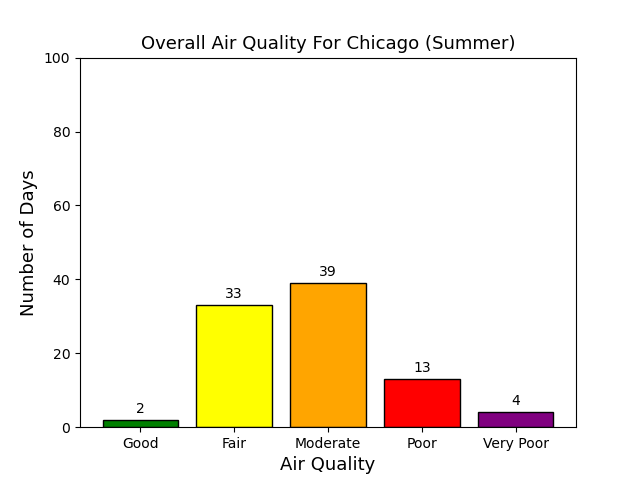 Overall Air Quality For Chicago (Summer)
100
80
60
40
20
0
Number of Days
2
33
39
13
4
Good
Fair
Moderate
Poor
Very Poor
Air Quality